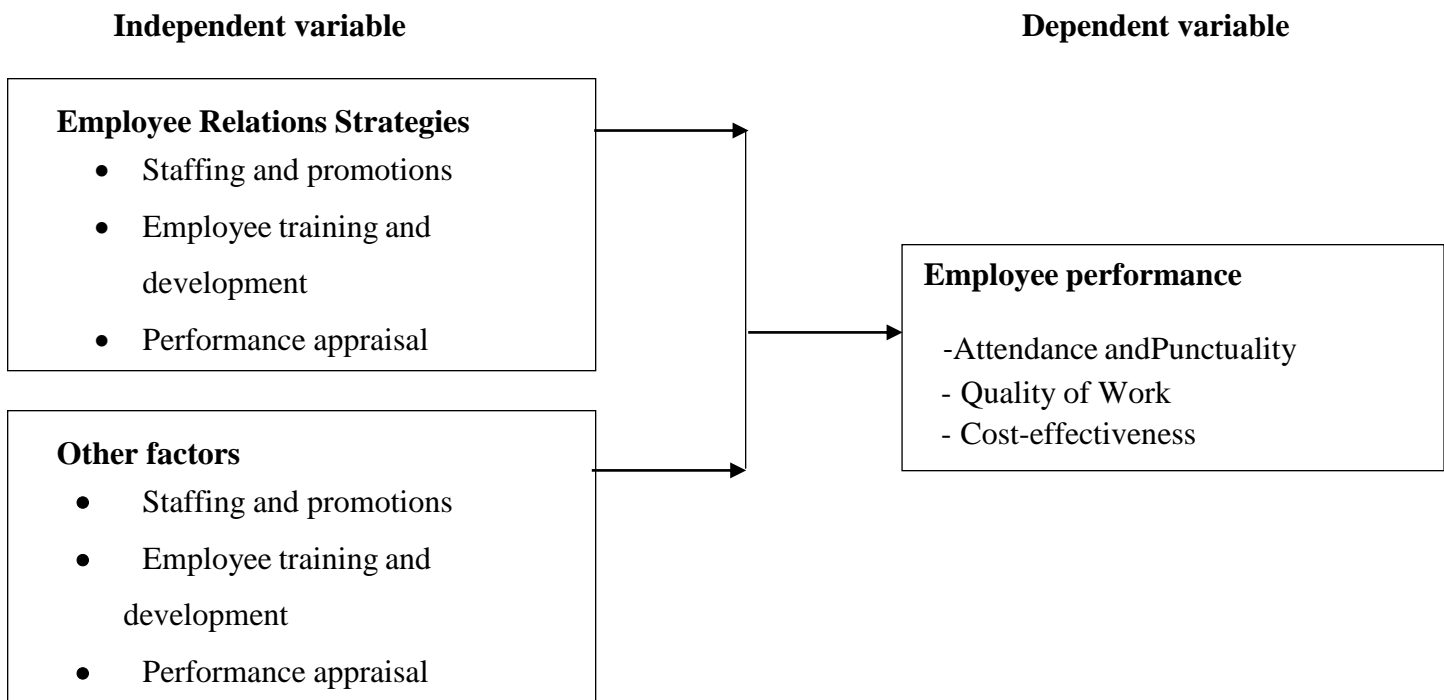 Independent variable
Dependent variable
Employee Relations Strategies
• Staffing and promotions
• Employee training and
development
• Performance appraisal
Other factors
• Staffing and promotions
• Employee training and
development
• Performance appraisal
Employee performance
-Attendance andPunctuality
- Quality of Work
- Cost-effectiveness